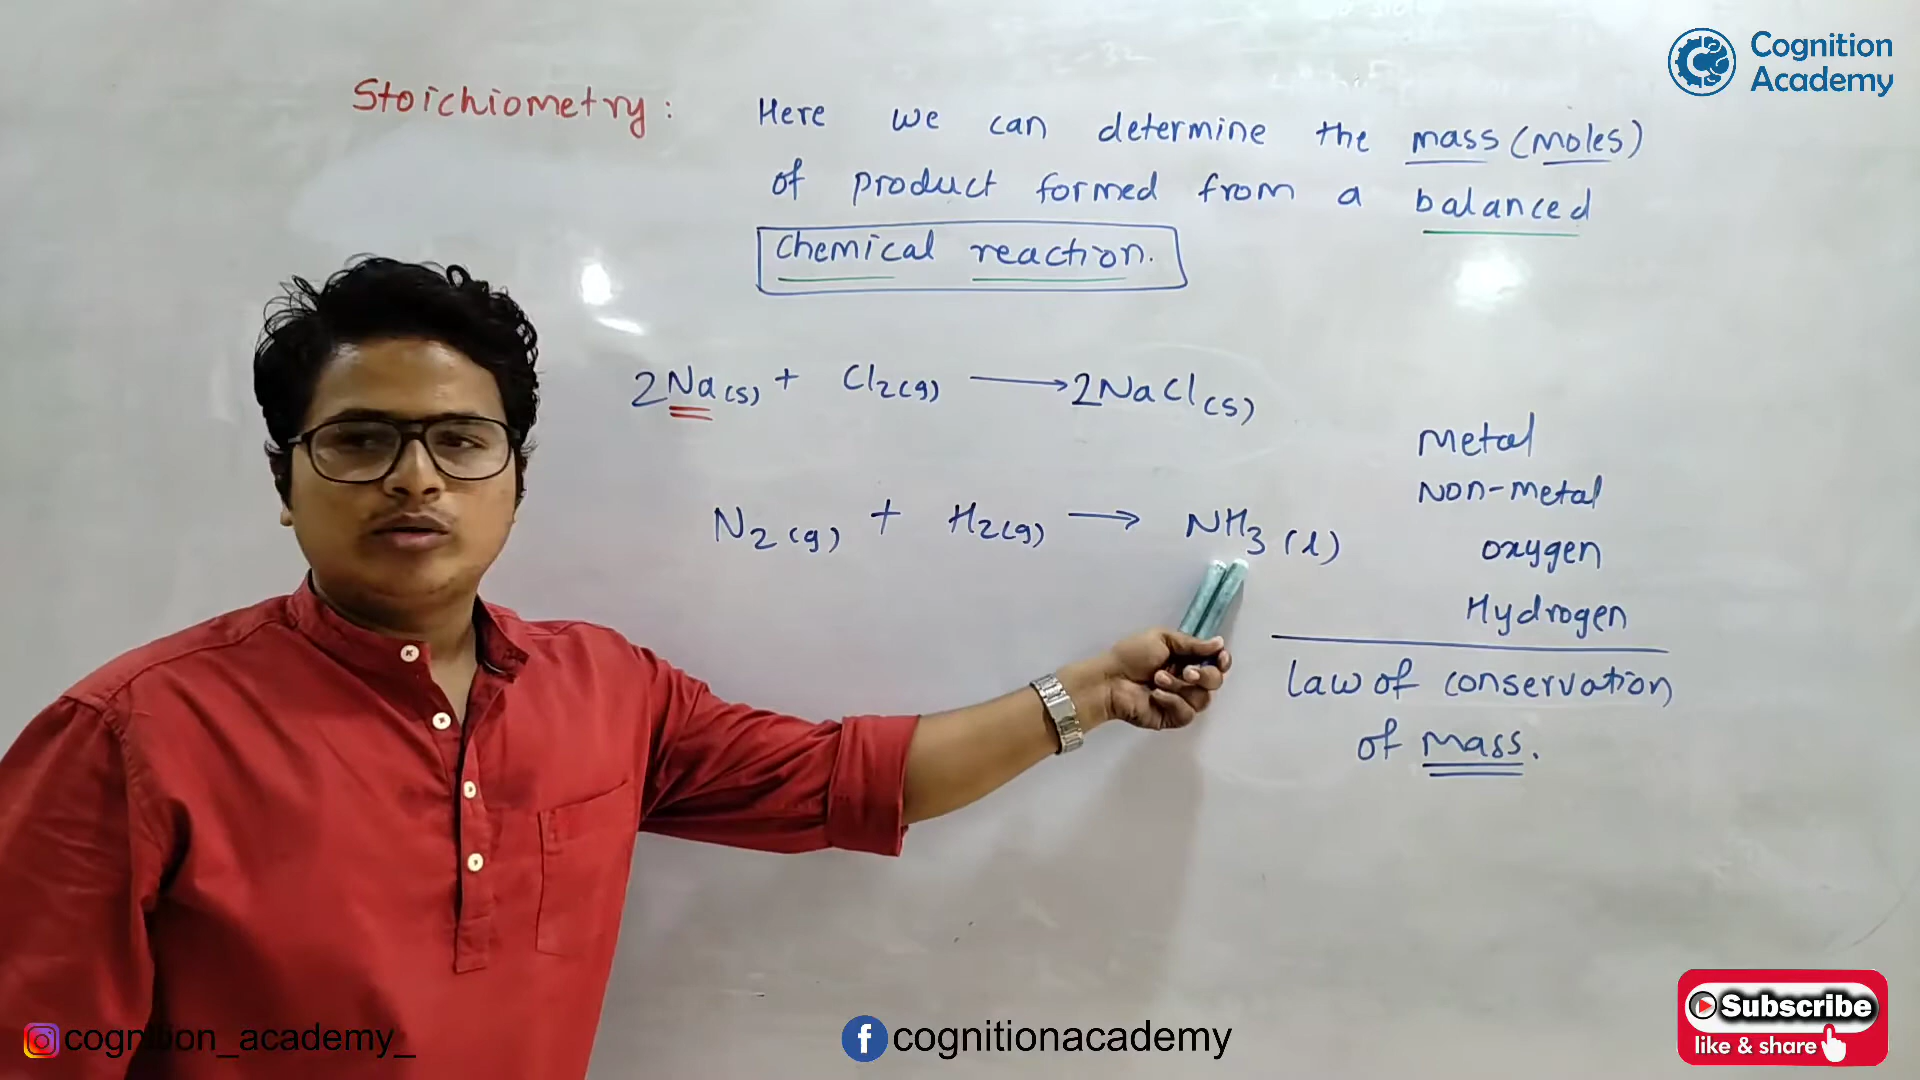 Cognition
Academy
Stoichiometry :
Here we can determine the mass (moles)
of product formed from a balanced
chemical reaction.
2Na(s) + Cl2(g) → 2NaCl(s)
N2(g) + H2(g) → NH3(l)
Metal
Non-metal
oxygen
Hydrogen
law of conservation
of mass.
cognition_academy_
cognitionacademy
Subscribe
like & share